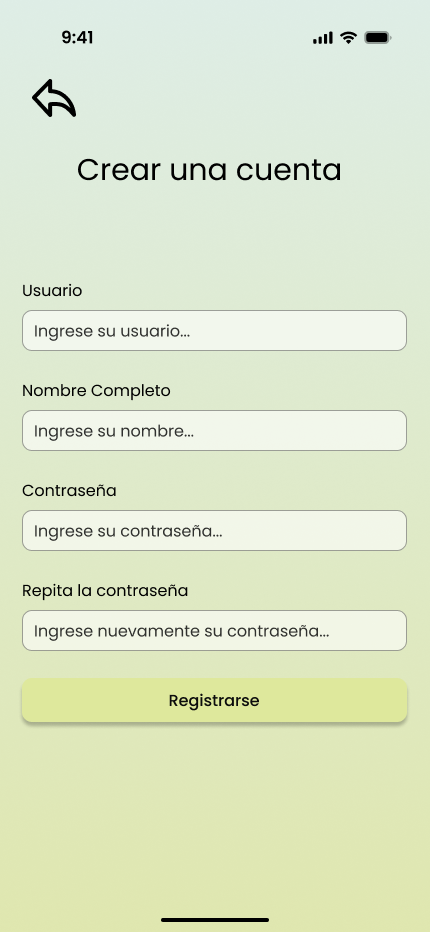 9:41
Crear una cuenta
Usuario
Ingrese su usuario...
Nombre Completo
Ingrese su nombre...
Contraseña
Ingrese su contraseña...
Repita la contraseña
Ingrese nuevamente su contraseña...
Registrarse